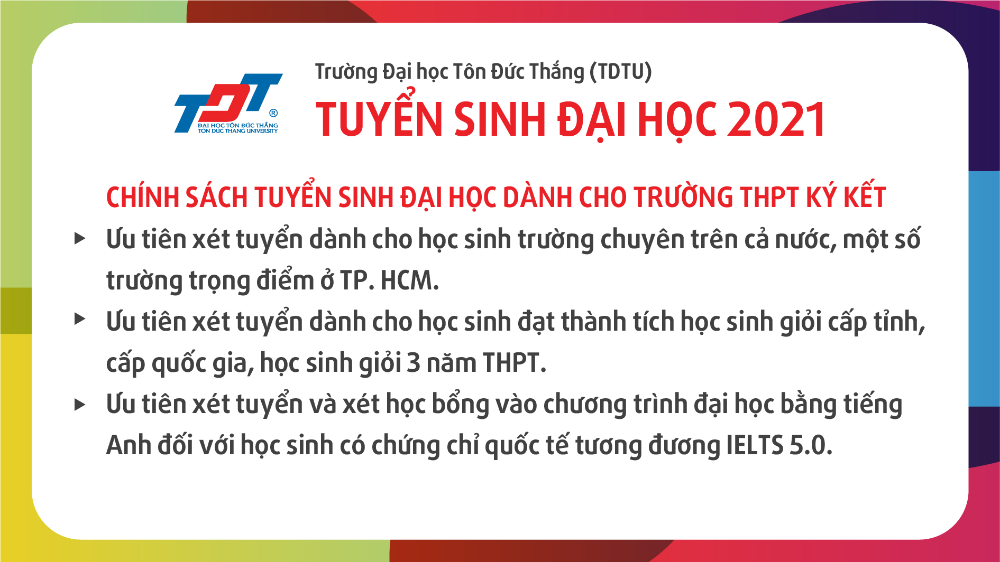 Trường Đại học Tôn Đức Thắng (TDTU)
TDT®
ĐẠI HỌC TÔN ĐỨC THẮNG
TON DUC THANG UNIVERSITY
TUYỂN SINH ĐẠI HỌC 2021
CHÍNH SÁCH TUYỂN SINH ĐẠI HỌC DÀNH CHO TRƯỜNG THPT KÝ KẾT
▶ Ưu tiên xét tuyển dành cho học sinh trường chuyên trên cả nước, một số
trường trọng điểm ở TP. HCM.
▶ Ưu tiên xét tuyển dành cho học sinh đạt thành tích học sinh giỏi cấp tỉnh,
cấp quốc gia, học sinh giỏi 3 năm THPT.
▶ Ưu tiên xét tuyển và xét học bổng vào chương trình đại học bằng tiếng
Anh đối với học sinh có chứng chỉ quốc tế tương đương IELTS 5.0.